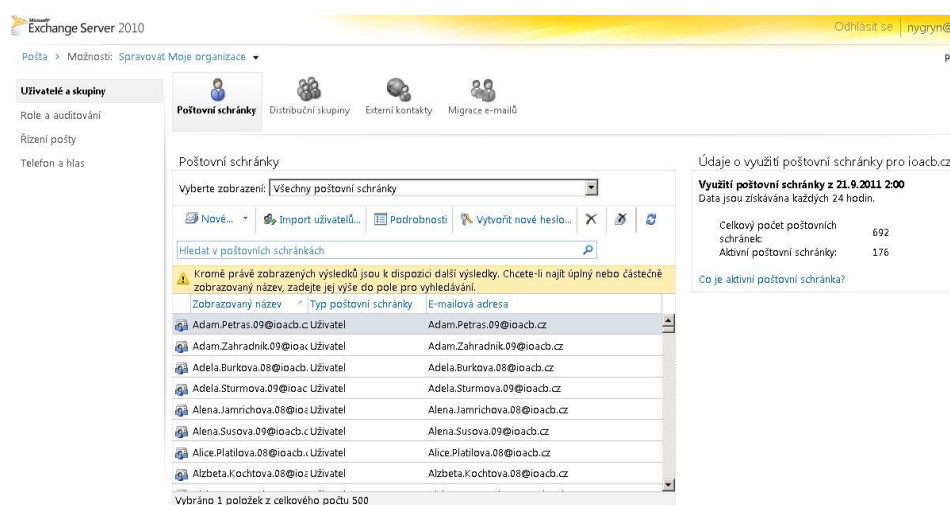 Microsoft
Exchange Server 2010
Odhlásit se nygryn@
Pošta > Možnosti: Spravovat Moje organizace
Uživatelé a skupiny
Role a auditování
Řízení pošty
Telefon a hlas
Poštovní schránky Distribuční skupiny Externí kontakty Migrace e-mailů
Poštovní schránky
Vyberte zobrazení: Všechny poštovní schránky
Nové... Import uživatelů... Podrobnosti Vytvořit nové heslo...
Hledat v poštovních schránkách
Kromě právě zobrazených výsledků jsou k dispozici další výsledky. Chcete-li najít úplný nebo částečně
zobrazovaný název, zadejte jej výše do pole pro vyhledávání.
Zobrazovaný název Typ poštovní schránky E-mailová adresa
Adam.Petras.09@ioacb.cz Uživatel Adam.Petras.09@ioacb.cz
Adam.Zahradnik.09@ioac Uživatel Adam.Zahradnik.09@ioacb.cz
Adela.Burkova.08@ioacb. Uživatel Adela.Burkova.08@ioacb.cz
Adela.Sturmova.09@ioac Uživatel Adela.Sturmova.09@ioacb.cz
Alena.Jamrichova.08@ioa Uživatel Alena.Jamrichova.08@ioacb.cz
Alena.Susova.09@ioacb.c Uživatel Alena.Susova.09@ioacb.cz
Alice.Platilova.08@ioacb.c Uživatel Alice.Platilova.08@ioacb.cz
Alzbeta.Kochtova.08@ioa Uživatel Alzbeta.Kochtova.08@ioacb.cz
Vybráno 1 položek z celkového počtu 500
Údaje o využití poštovní schránky pro ioacb.cz
Využití poštovní schránky z 21.9.2011 2:00
Data jsou získávána každých 24 hodin.
Celkový počet poštovních
schránek: 692
Aktivní poštovní schránky: 176
Co je aktivní poštovní schránka?